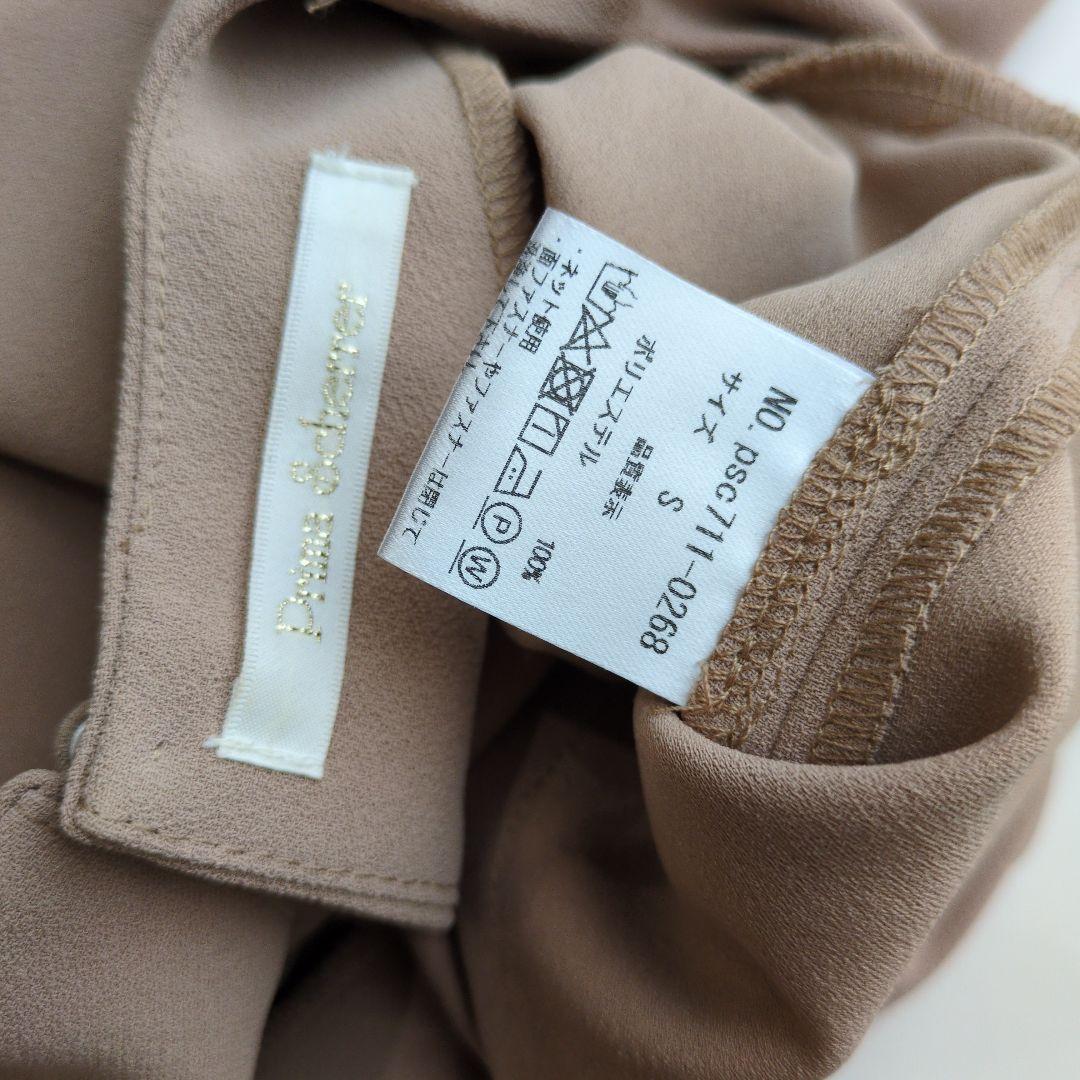 Prima Scherrer
NO. psc711-0268
サイズ S
品質表示
ポリエステル 100%
P W
・ネット使用
・面ファスナーやファスナーは閉じて